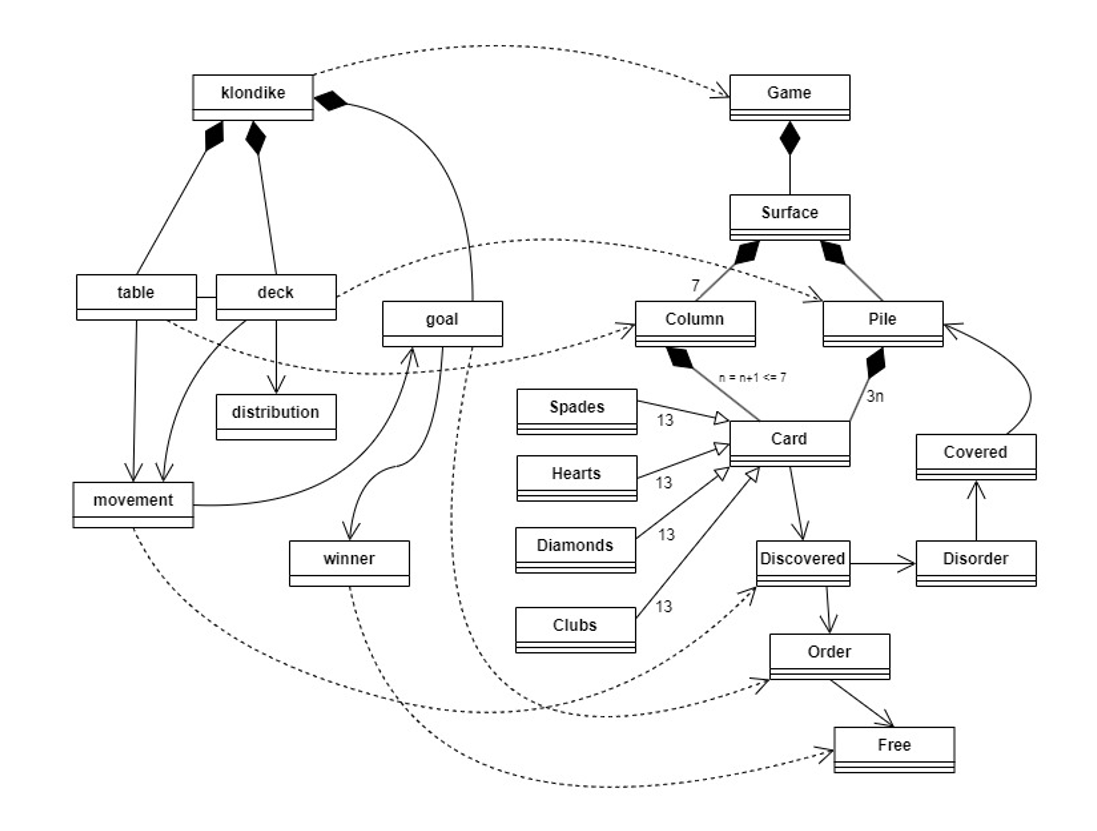 klondike
Game
Surface
table
deck
goal
7
Column
Pile
n = n+1 <= 7
3n
distribution
Spades
13
Card
Covered
Hearts
13
movement
Diamonds
13
winner
Discovered
Disorder
Clubs
13
Order
Free